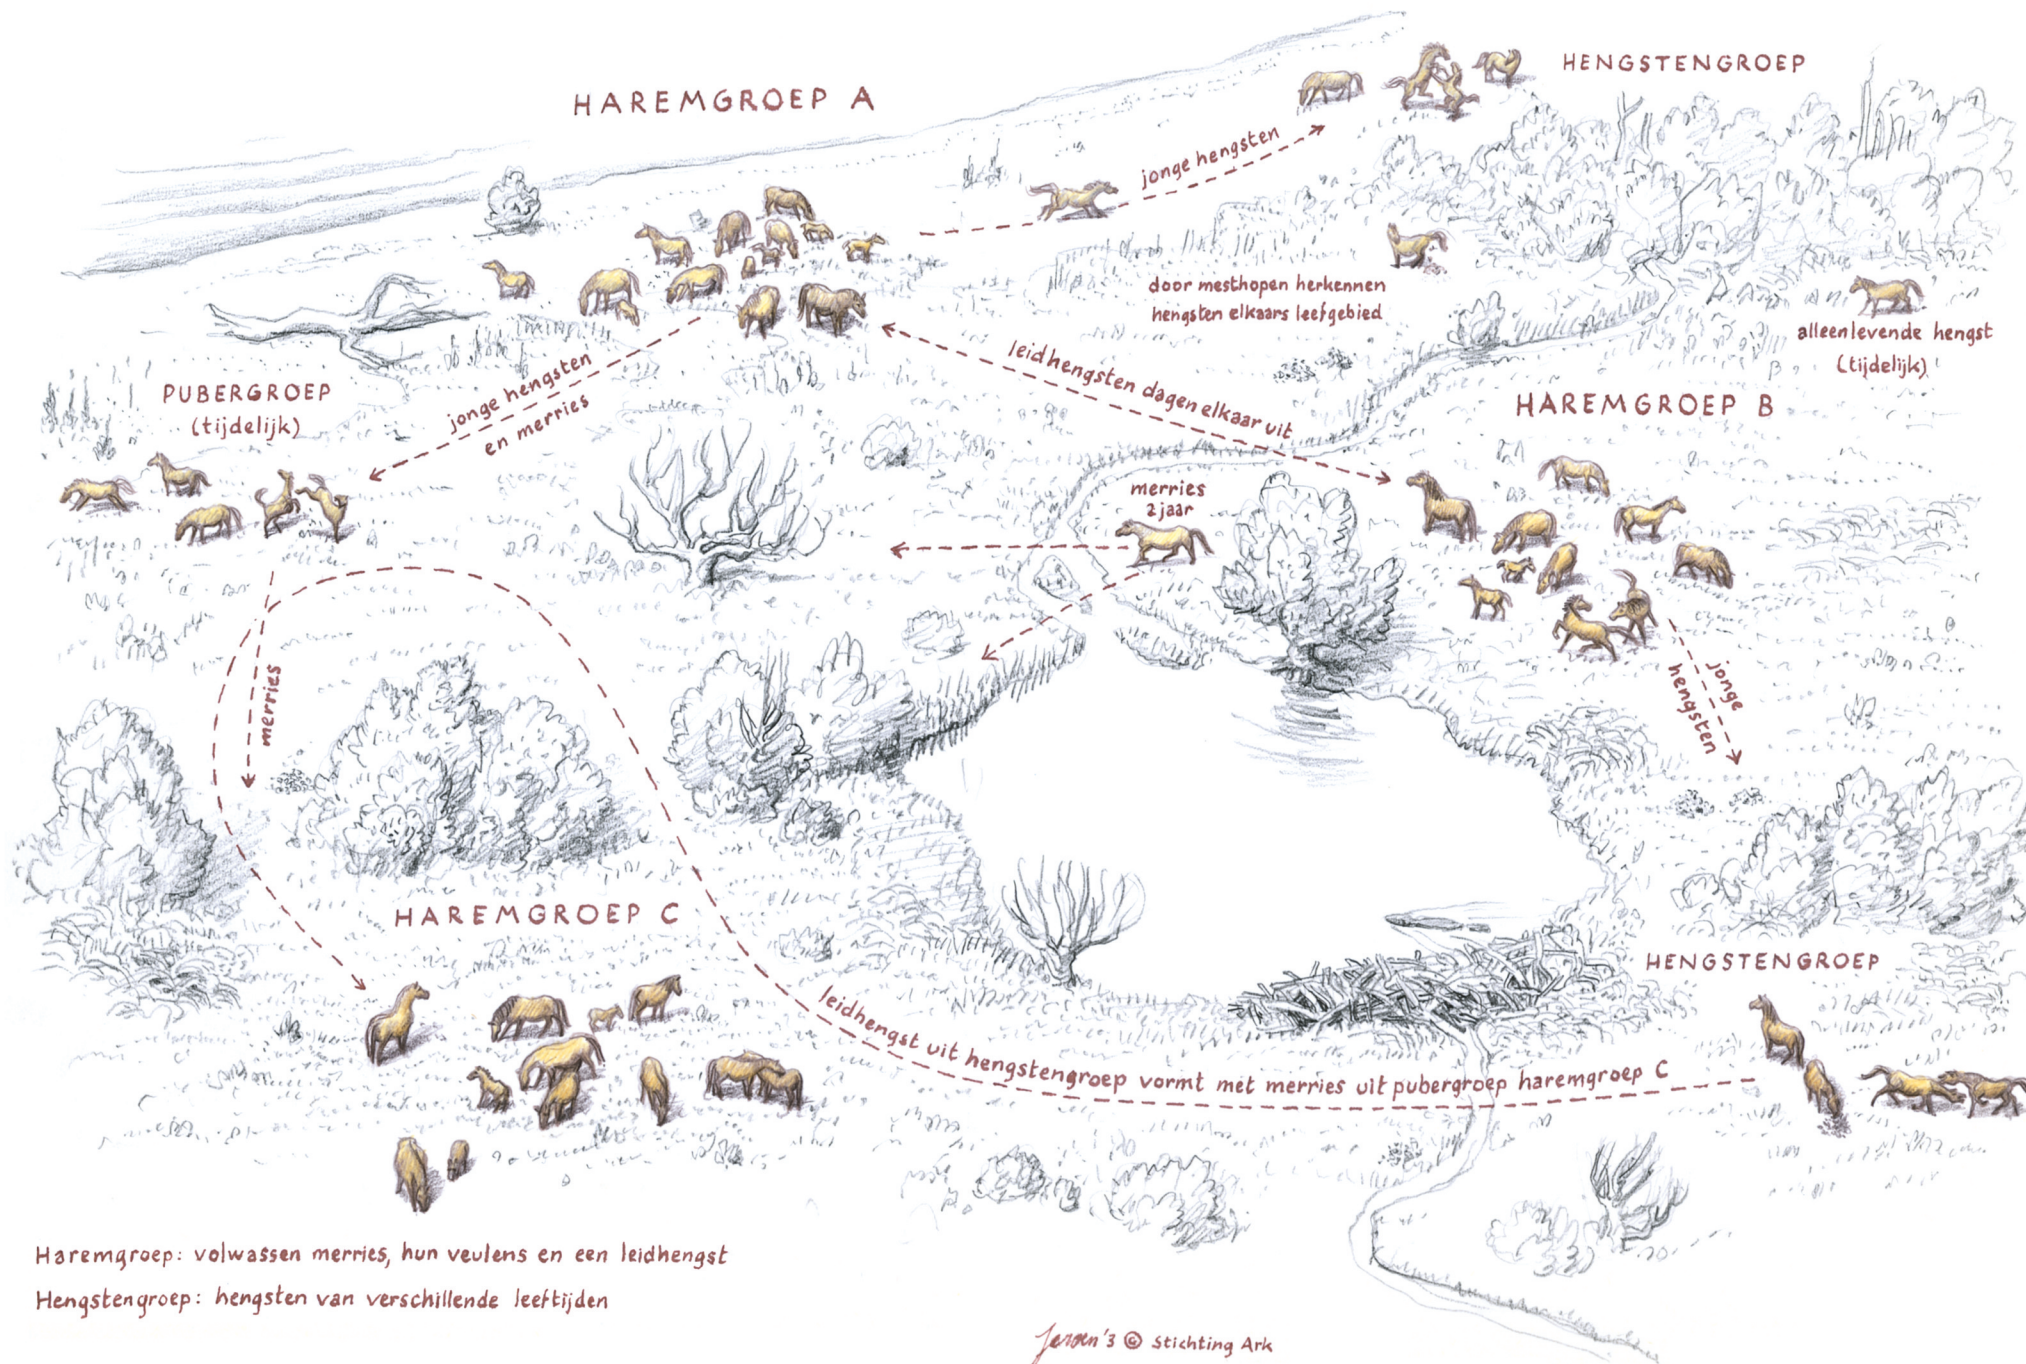 HAREMGROEP A
HENGSTENGROEP
jonge hengsten
door mesthopen herkennen
hengsten elkaars leefgebied
alleenlevende hengst
(tijdelijk)
leidhengsten dagen elkaar uit
jonge hengsten
en merries
PUBERGROEP
(tijdelijk)
HAREMGROEP B
merries
2 jaar
merries
jonge
hengsten
HAREMGROEP C
HENGSTENGROEP
leidhengst uit hengstengroep vormt met merries uit pubergroep haremgroep C
Haremgroep: volwassen merries, hun veulens en een leidhengst
Hengstengroep: hengsten van verschillende leeftijden
Jeroen '3 © Stichting Ark